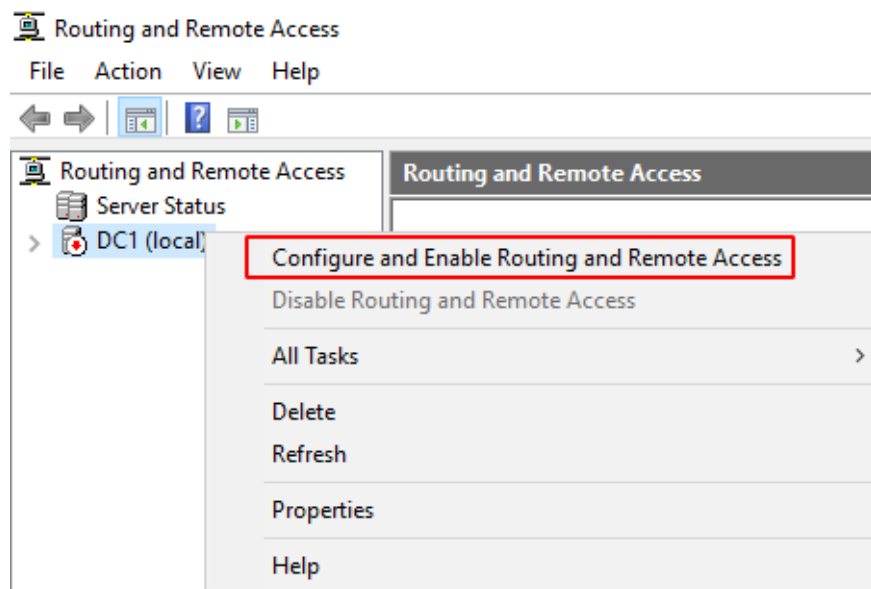 Routing and Remote Access
File Action View Help
Routing and Remote Access
Routing and Remote Access
Server Status
DC1 (local)
Configure and Enable Routing and Remote Access
Disable Routing and Remote Access
All Tasks
Delete
Refresh
Properties
Help